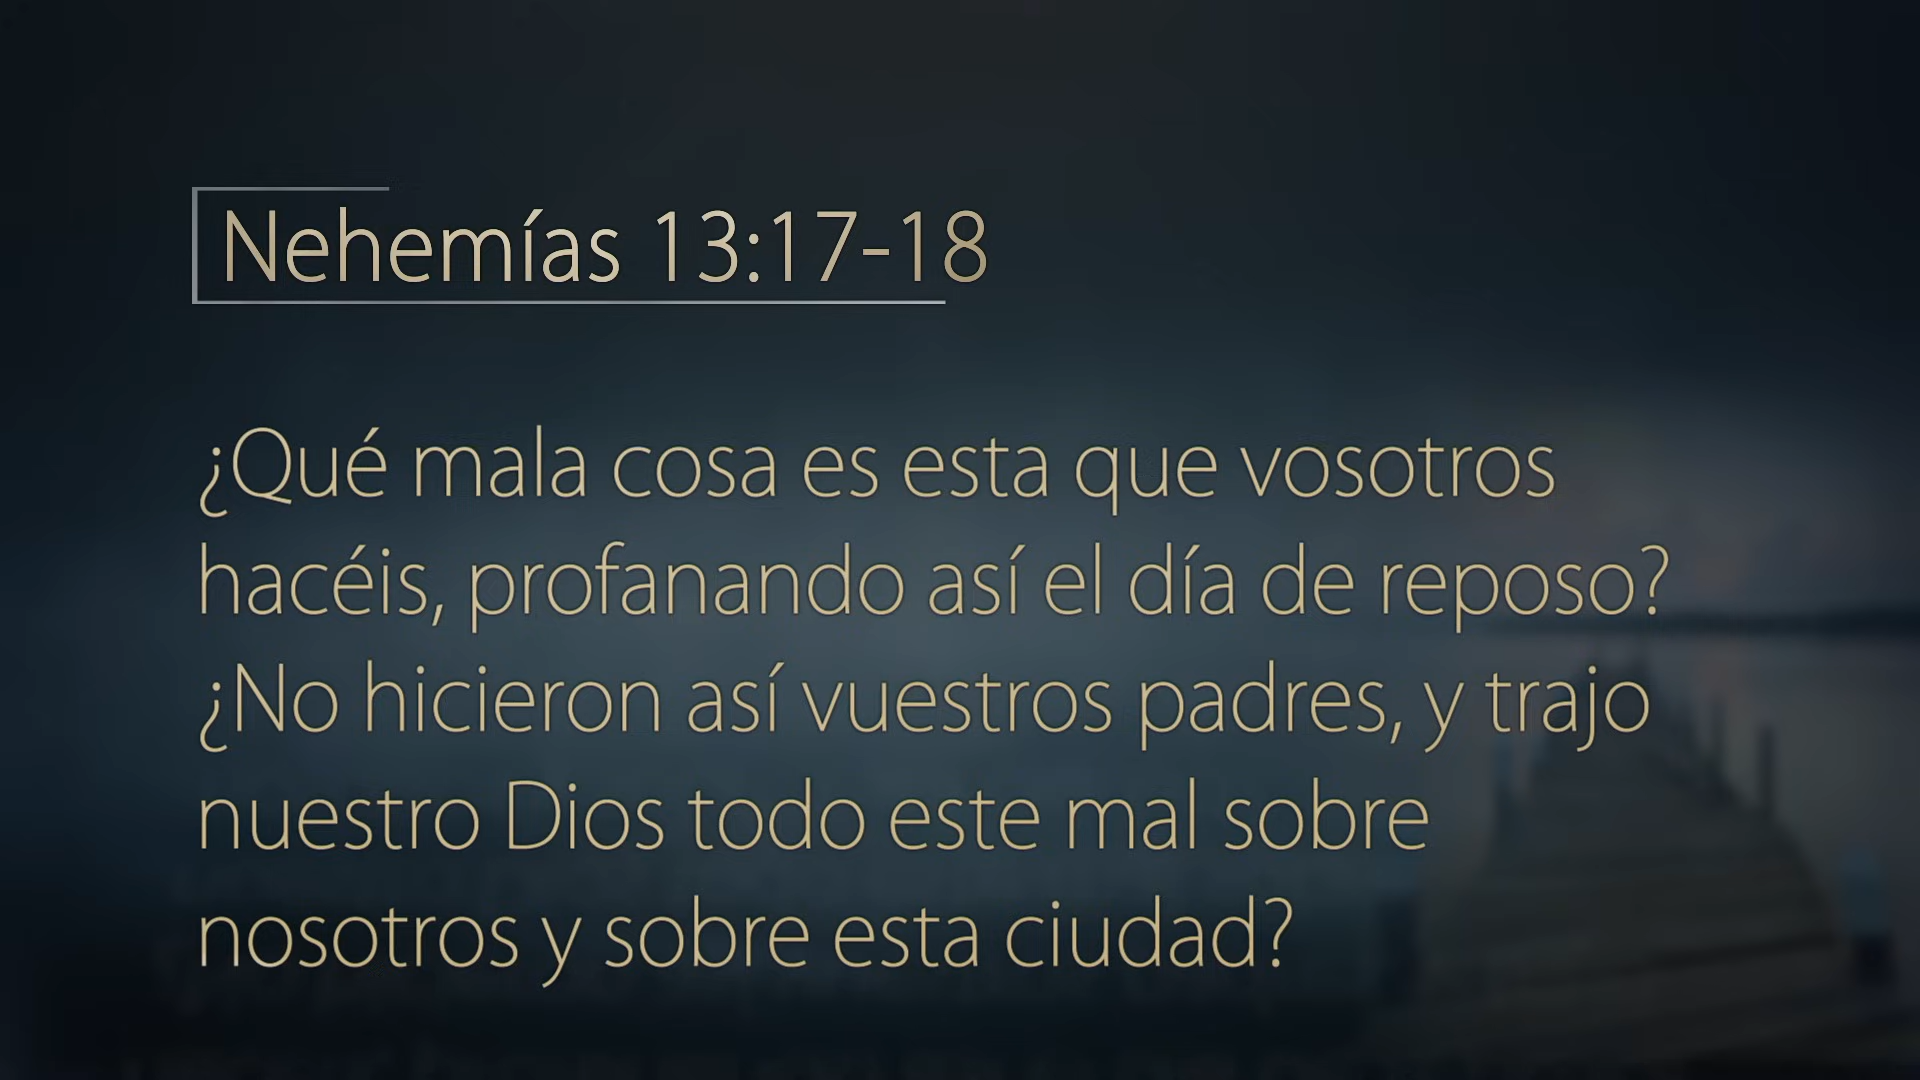 Nehemías 13:17-18
¿Qué mala cosa es esta que vosotros
hacéis, profanando así el día de reposo?
¿No hicieron así vuestros padres, y trajo
nuestro Dios todo este mal sobre
nosotros y sobre esta ciudad?